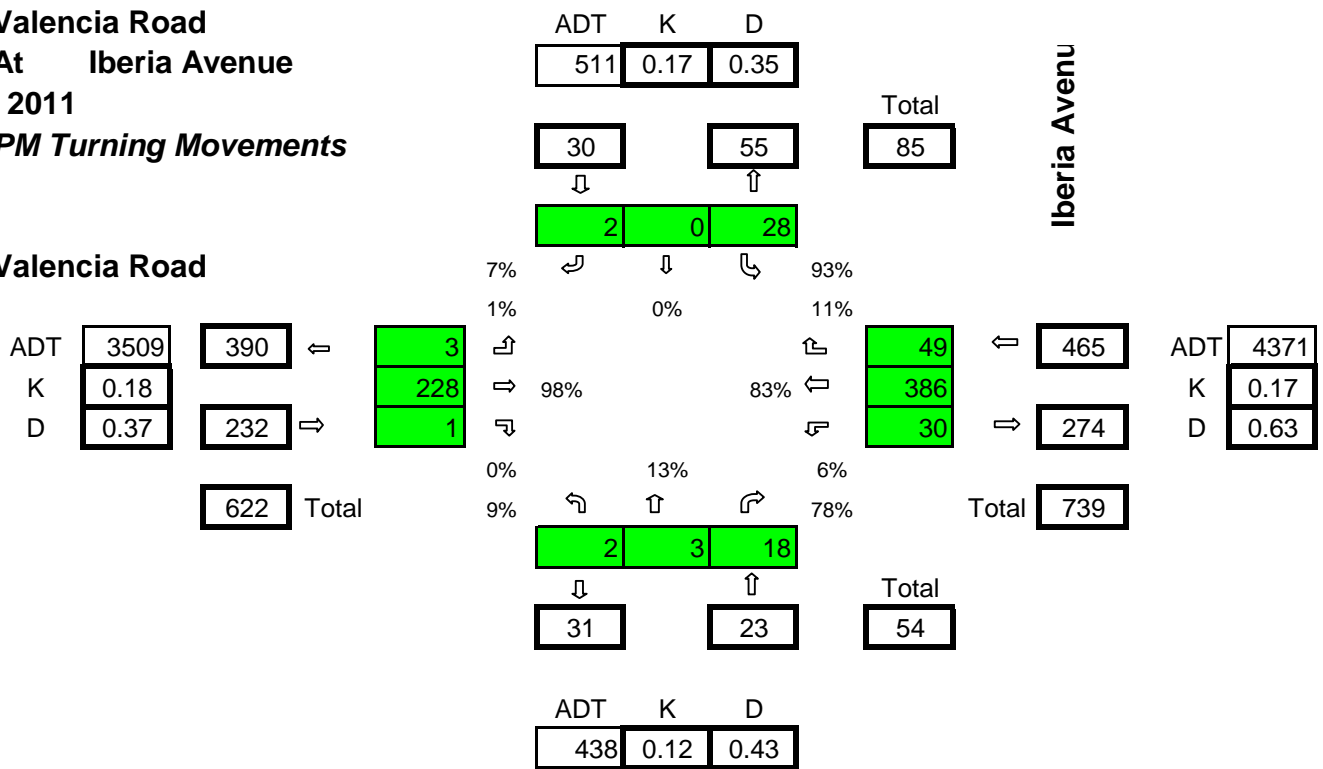 Valencia Road
At Iberia Avenue
2011
PM Turning Movements
ADT K D
511 0.17 0.35
Total
30 55 85
Iberia Avenu
2 0 28
Valencia Road
7% 93%
1% 0% 11%
ADT 3509 390 3 49 465 ADT 4371
K 0.18 228 98% 83% 386 K 0.17
D 0.37 232 1 30 274 D 0.63
0% 13% 6%
622 Total 9% 78% Total 739
2 3 18
Total
31 23 54
ADT K D
438 0.12 0.43